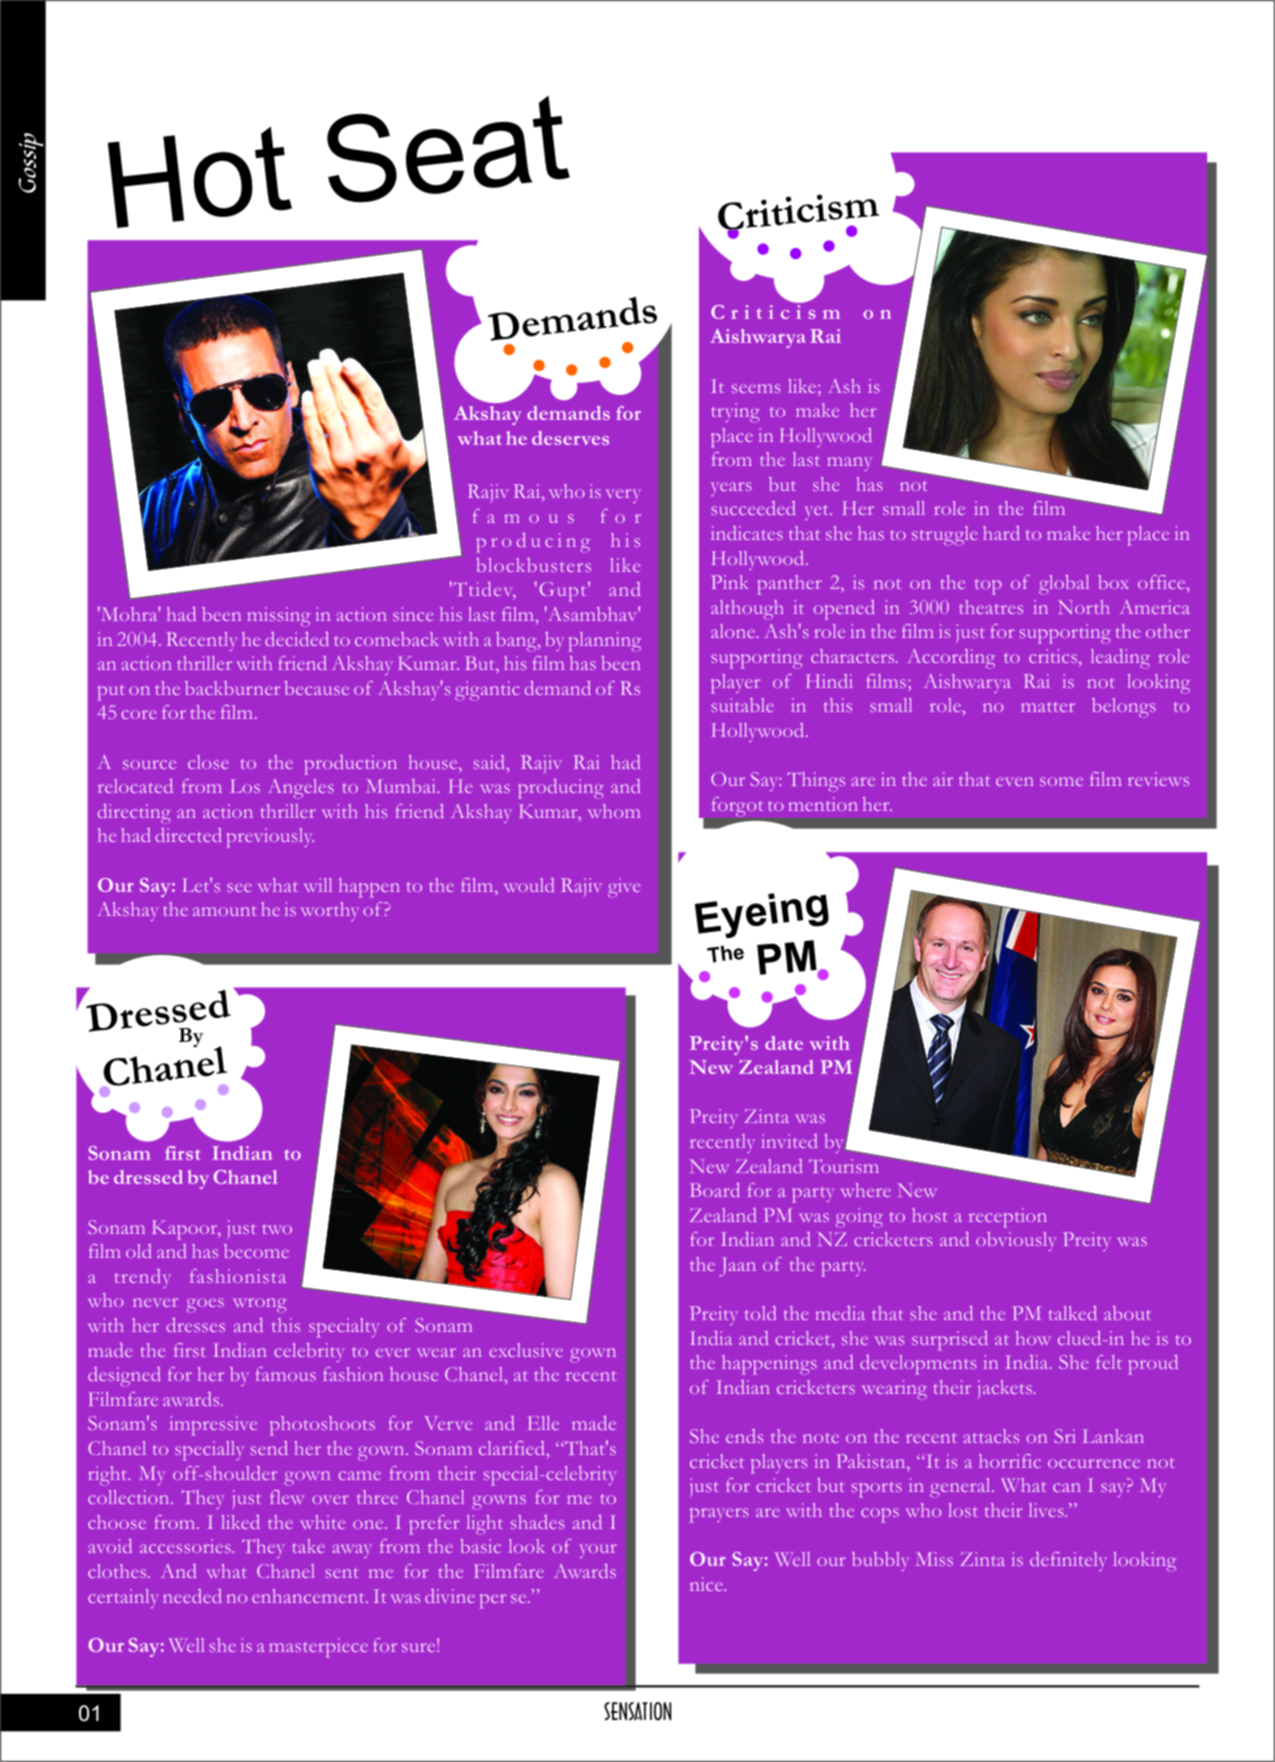 Gossip
Hot Seat
Demands
Akshay demands for
what he deserves
Rajiv Rai, who is very
famous for
producing his
blockbusters like
'Ttidev, 'Gupt' and
'Mohra' had been missing in action since his last film, 'Asambhav'
in 2004. Recently he decided to comeback with a bang, by planning
an action thriller with friend Akshay Kumar. But, his film has been
put on the backburner because of Akshay's gigantic demand of Rs
45 core for the film.
A source close to the production house, said, Rajiv Rai had
relocated from Los Angeles to Mumbai. He was producing and
directing an action thriller with his friend Akshay Kumar, whom
he had directed previously.
Our Say: Let's see what will happen to the film, would Rajiv give
Akshay the amount he is worthy of?
Dressed
By
Chanel
Sonam first Indian to
be dressed by Chanel
Sonam Kapoor, just two
film old and has become
a trendy fashionista
who never goes wrong
with her dresses and this specialty of Sonam
made the first Indian celebrity to ever wear an exclusive gown
designed for her by famous fashion house Chanel, at the recent
Filmfare awards.
Sonam's impressive photoshoots for Verve and Elle made
Chanel to specially send her the gown. Sonam clarified, “That's
right. My off-shoulder gown came from their special-celebrity
collection. They just flew over three Chanel gowns for me to
choose from. I liked the white one. I prefer light shades and I
avoid accessories. They take away from the basic look of your
clothes. And what Chanel sent me for the Filmfare Awards
certainly needed no enhancement. It was divine per se.”
Our Say: Well she is a masterpiece for sure!
Criticism
Criticism on
Aishwarya Rai
It seems like; Ash is
trying to make her
place in Hollywood
from the last many
years but she has not
succeeded yet. Her small role in the film
indicates that she has to struggle hard to make her place in
Hollywood.
Pink panther 2, is not on the top of global box office,
although it opened in 3000 theatres in North America
alone. Ash's role in the film is just for supporting the other
supporting characters. According to critics, leading role
player of Hindi films; Aishwarya Rai is not looking
suitable in this small role, no matter belongs to
Hollywood.
Our Say: Things are in the air that even some film reviews
forgot to mention her.
Eyeing
The PM
Preity's date with
New Zealand PM
Preity Zinta was
recently invited by
New Zealand Tourism
Board for a party where New
Zealand PM was going to host a reception
for Indian and NZ cricketers and obviously Preity was
the Jaan of the party.
Preity told the media that she and the PM talked about
India and cricket, she was surprised at how clued-in he is to
the happenings and developments in India. She felt proud
of Indian cricketers wearing their jackets.
She ends the note on the recent attacks on Sri Lankan
cricket players in Pakistan, “It is a horrific occurrence not
just for cricket but sports in general. What can I say? My
prayers are with the cops who lost their lives.”
Our Say: Well our bubbly Miss Zinta is definitely looking
nice.
01
SENSATION